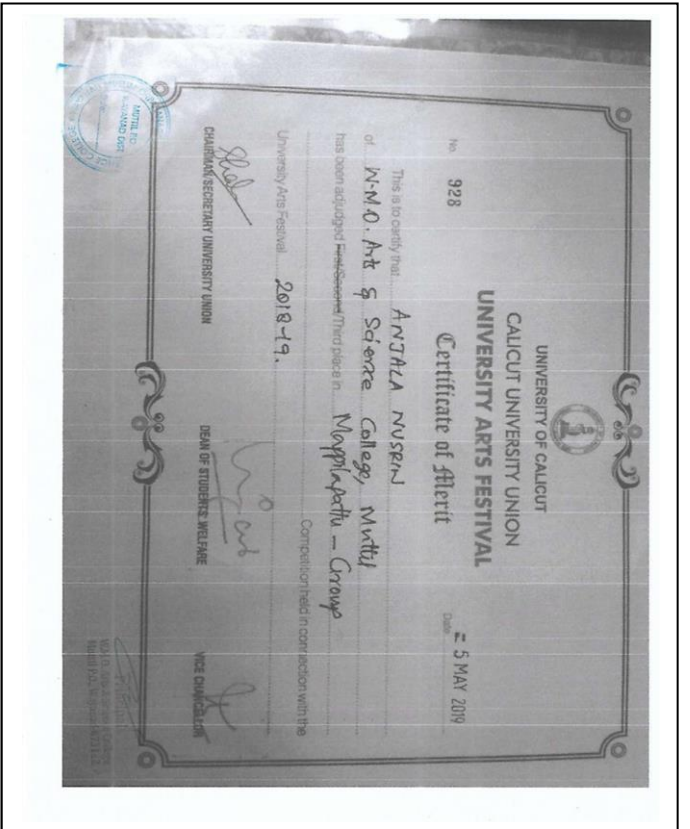 UNIVERSITY OF CALICUT
CALICUT UNIVERSITY UNION
UNIVERSITY ARTS FESTIVAL
Certificate of Merit
No. 928
Date = 5 MAY 2019
This is to certify that ANJALA NUSRIN
of W.M.O. Arts & Science College, Muttil
has been adjudged First/Second/Third place in Mappilapattu - Group
Competition held in connection with the
University Arts Festival 2018-19.
CHAIRMAN/SECRETARY UNIVERSITY UNION
DEAN OF STUDENTS' WELFARE
VICE CHANCELLOR
MUTTIL P.O.